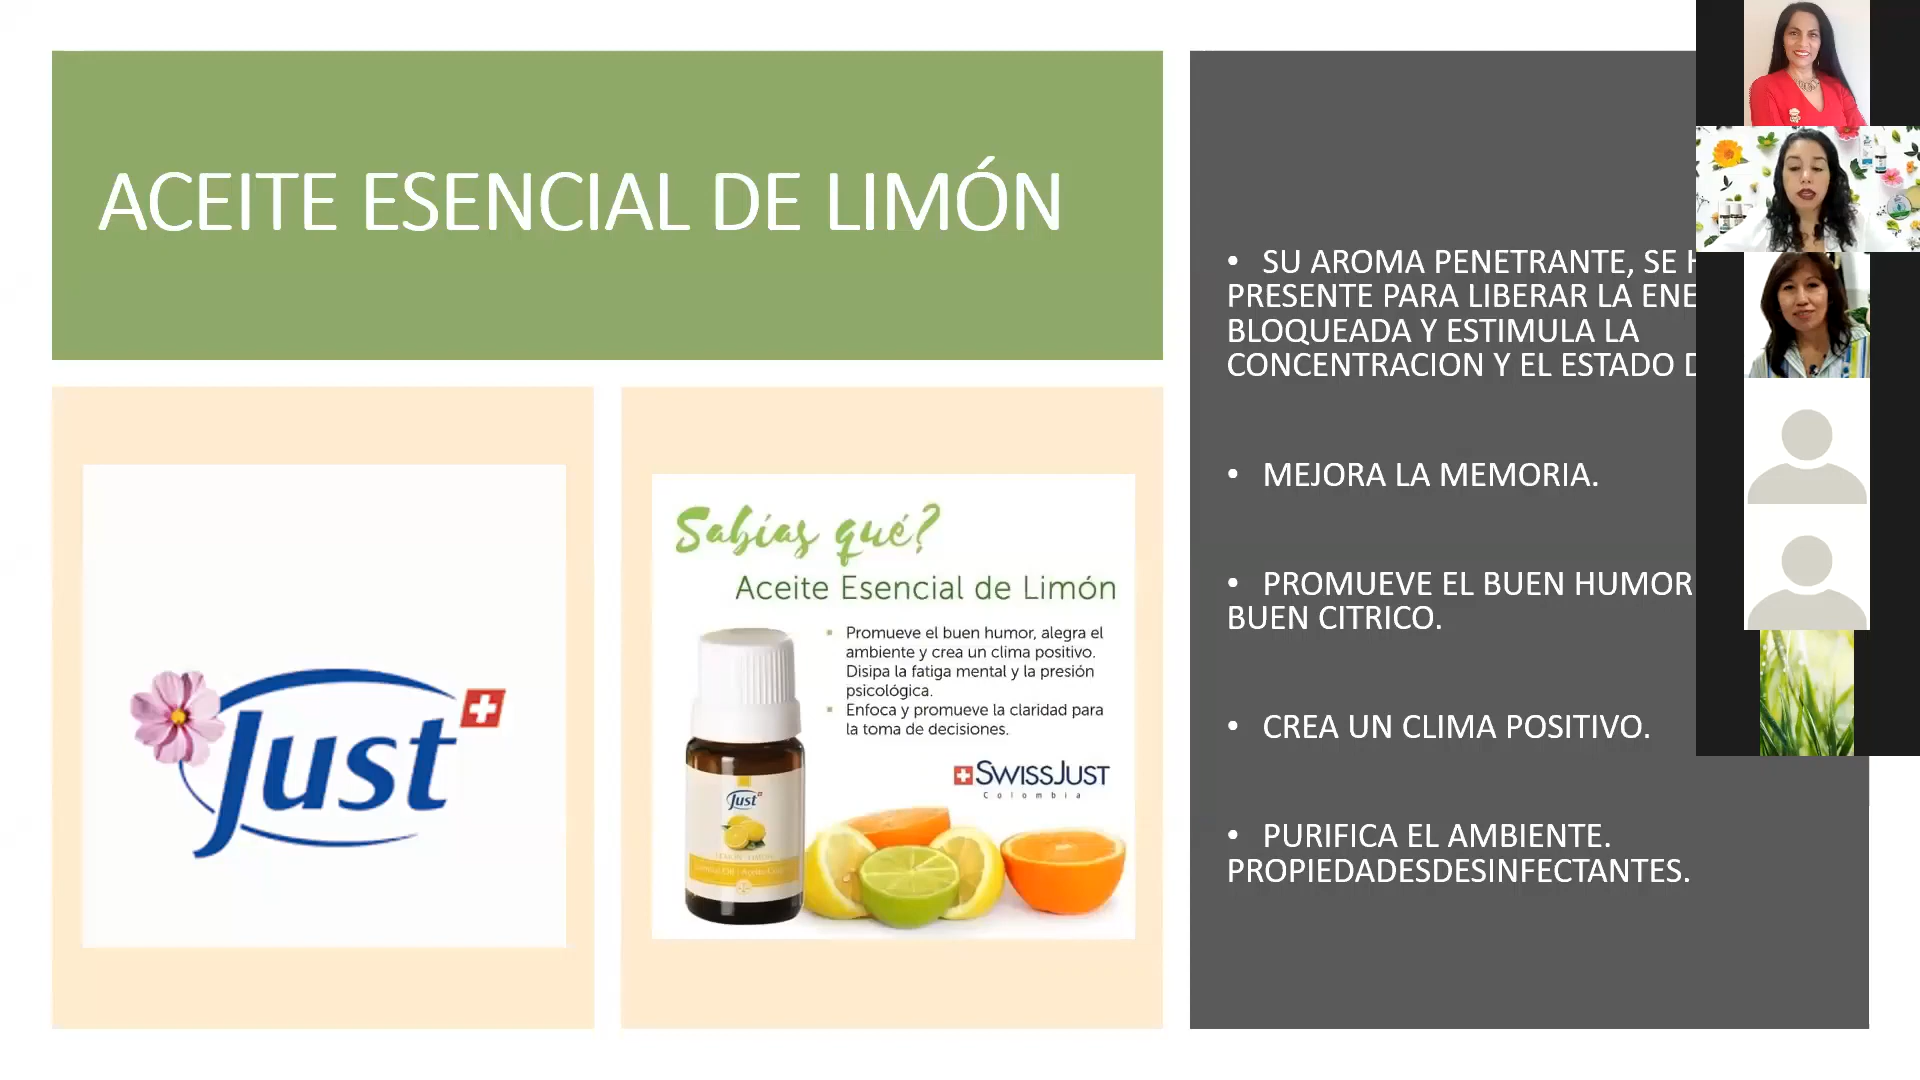 ACEITE ESENCIAL DE LIMÓN
Just
Sabías qué?
Aceite Esencial de Limón
Promueve el buen humor, alegra el
ambiente y crea un clima positivo.
Disipa la fatiga mental y la presión
psicológica.
Enfoca y promueve la claridad para
la toma de decisiones.
SWISSJUST
Colombia
Just
• SU AROMA PENETRANTE, SE
PRESENTE PARA LIBERAR LA
BLOQUEADA Y ESTIMULA LA
CONCENTRACION Y EL ESTADO
• MEJORA LA MEMORIA.
• PROMUEVE EL BUEN HUMOR
BUEN CITRICO.
• CREA UN CLIMA POSITIVO.
• PURIFICA EL AMBIENTE.
PROPIEDADESDESINFECTANTES.